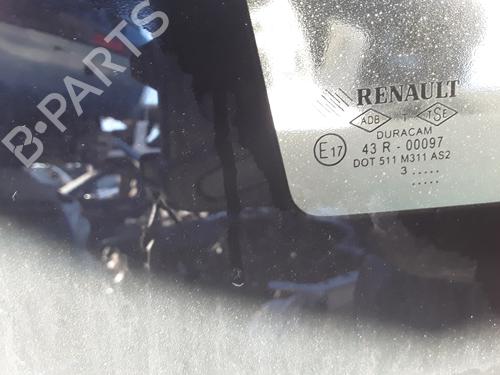 B-PARTS
RENAULT
ADB T TSE
DURACAM
E17 43 R - 00097
DOT 511 M311 AS2
3 .....
.....